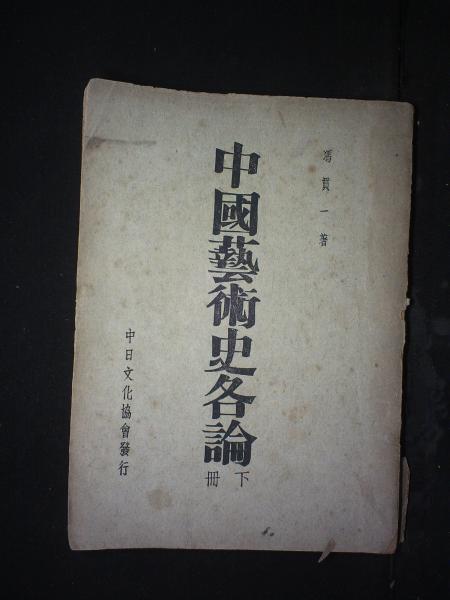 馮貫一著
中國藝術史各論
下冊
中日文化協會發行